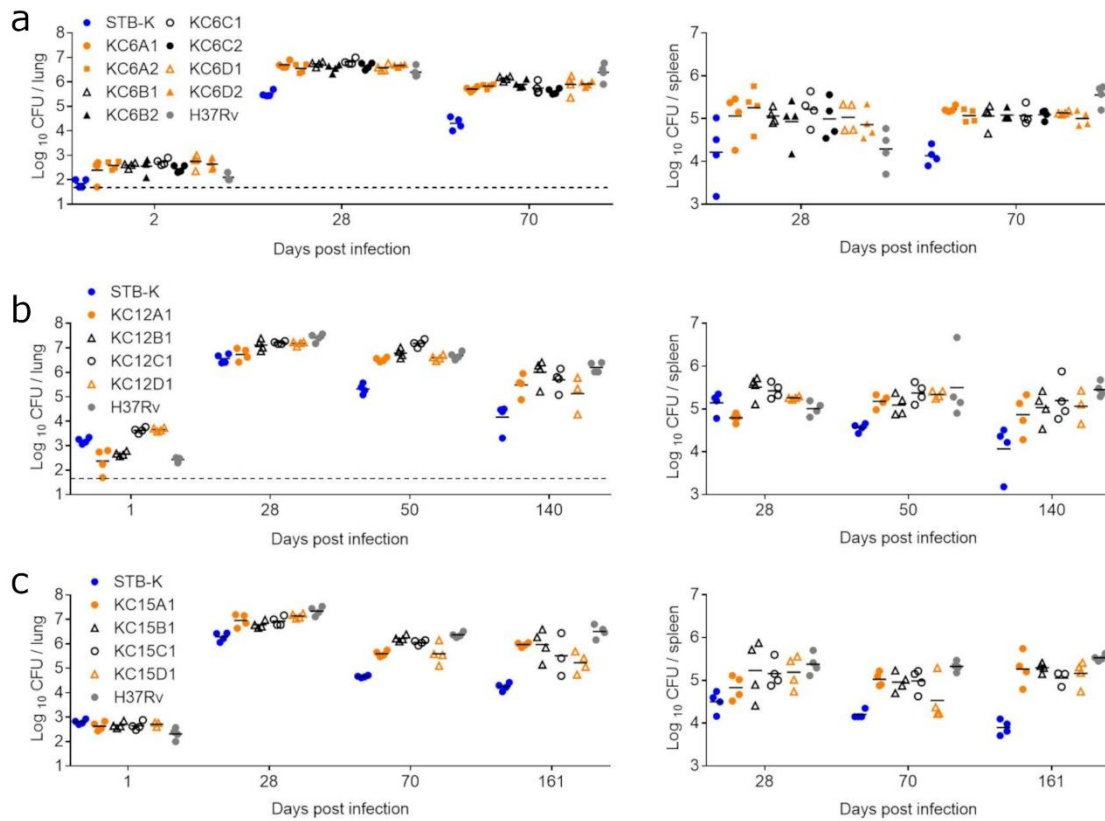 a
STB-K
KC6A1
KC6A2
KC6B1
KC6B2
KC6C1
KC6C2
KC6D1
KC6D2
H37Rv
Log 10 CFU / lung
8
7
6
5
4
3
2
1
2 28 70
Days post infection
Log 10 CFU / spleen
7
6
5
4
3
28 70
Days post infection
b
STB-K
KC12A1
KC12B1
KC12C1
KC12D1
H37Rv
Log 10 CFU / lung
8
7
6
5
4
3
2
1
1 28 50 140
Days post infection
Log 10 CFU / spleen
7
6
5
4
3
28 50 140
Days post infection
c
STB-K
KC15A1
KC15B1
KC15C1
KC15D1
H37Rv
Log 10 CFU / lung
8
7
6
5
4
3
2
1
1 28 70 161
Days post infection
Log 10 CFU / spleen
7
6
5
4
3
28 70 161
Days post infection